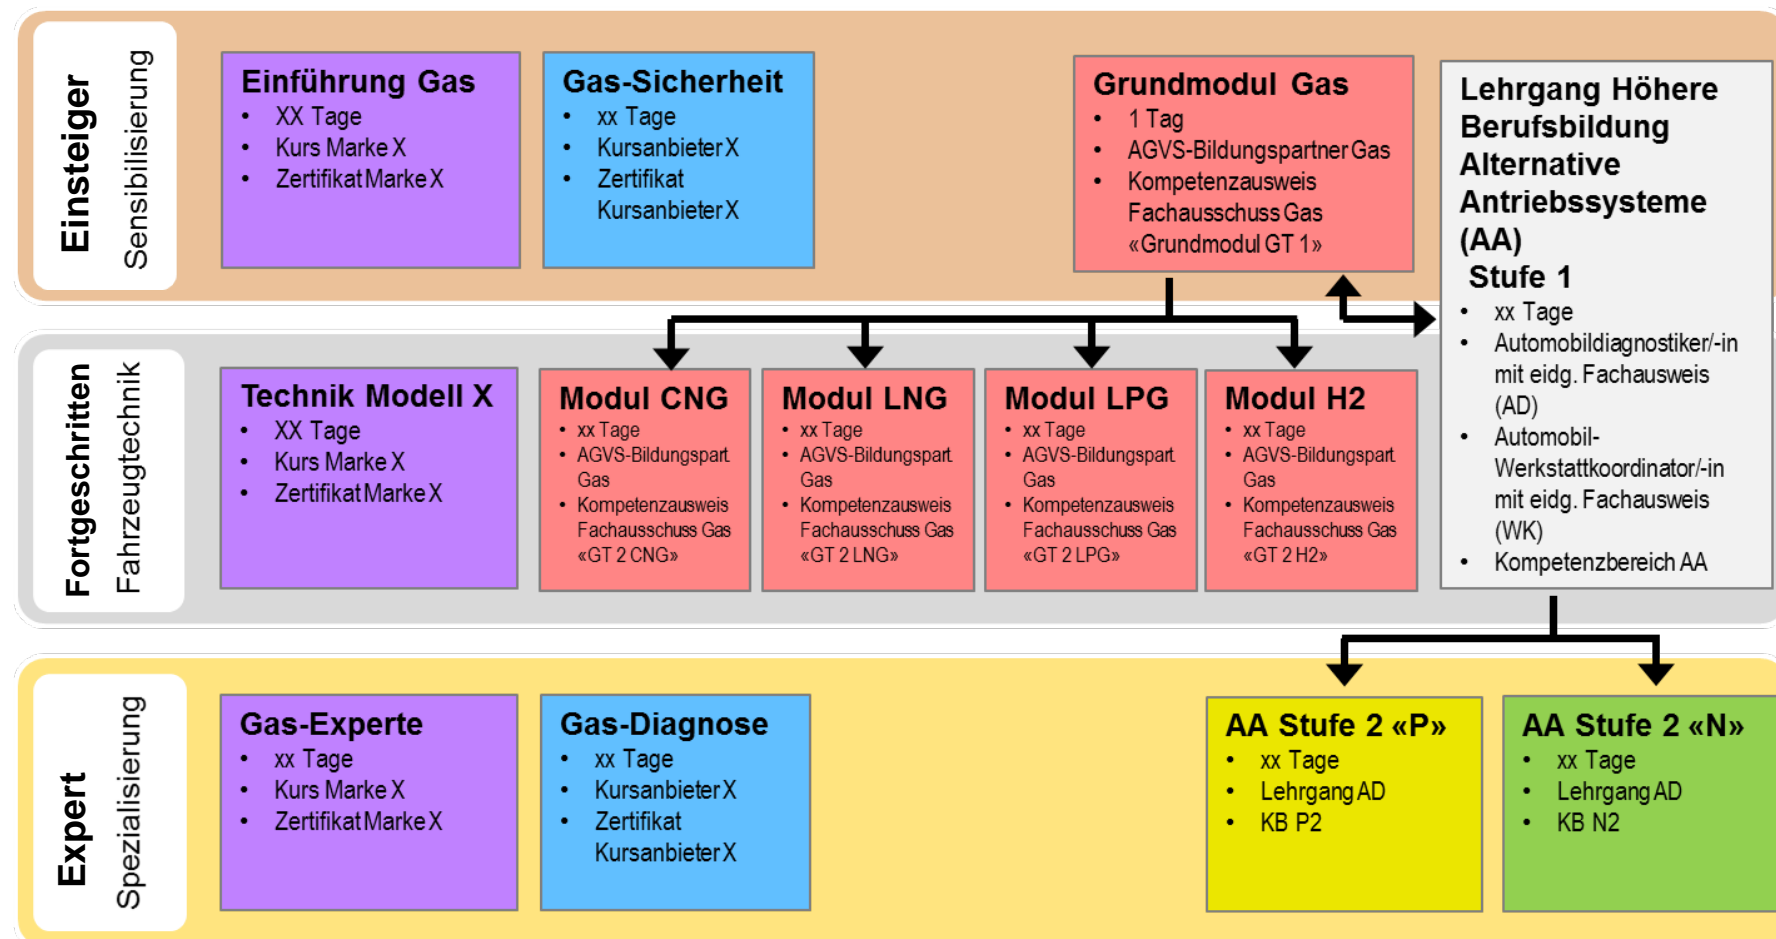 Einsteiger
Sensibilisierung
Einführung Gas
• XX Tage
• Kurs Marke X
• Zertifikat Marke X
Gas-Sicherheit
• xx Tage
• Kursanbieter X
• Zertifikat
Kursanbieter X
Grundmodul Gas
• 1 Tag
• AGVS-Bildungspartner Gas
• Kompetenzausweis
Fachausschuss Gas
«Grundmodul GT 1»
Lehrgang Höhere
Berufsbildung
Alternative
Antriebssysteme
(AA)
Stufe 1
• xx Tage
• Automobildiagnostiker/-in
mit eidg. Fachausweis
(AD)
• Automobil-
Werkstattkoordinator/-in
mit eidg. Fachausweis
(WK)
• Kompetenzbereich AA
Fortgeschritten
Fahrzeugtechnik
Technik Modell X
• XX Tage
• Kurs Marke X
• Zertifikat Marke X
Modul CNG
• xx Tage
• AGVS-Bildungspart.
Gas
• Kompetenzausweis
Fachausschuss Gas
«GT 2 CNG»
Modul LNG
• xx Tage
• AGVS-Bildungspart.
Gas
• Kompetenzausweis
Fachausschuss Gas
«GT 2 LNG»
Modul LPG
• xx Tage
• AGVS-Bildungspart.
Gas
• Kompetenzausweis
Fachausschuss Gas
«GT 2 LPG»
Modul H2
• xx Tage
• AGVS-Bildungspart.
Gas
• Kompetenzausweis
Fachausschuss Gas
«GT 2 H2»
Expert
Spezialisierung
Gas-Experte
• xx Tage
• Kurs Marke X
• Zertifikat Marke X
Gas-Diagnose
• xx Tage
• Kursanbieter X
• Zertifikat
Kursanbieter X
AA Stufe 2 «P»
• xx Tage
• Lehrgang AD
• KB P2
AA Stufe 2 «N»
• xx Tage
• Lehrgang AD
• KB N2